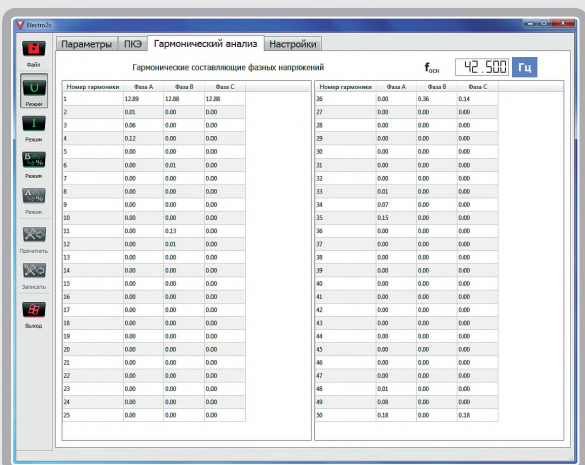 Electro2s
Параметры ПКЭ Гармонический анализ Настройки
Файл
U
Режим
I
Режим
B %
Режим
A %
Режим
Прочитать
Записать
Выход
Гармонические составляющие фазных напряжений
fосн 42.500 Гц
Номер гармоники Фаза A Фаза B Фаза C
1 12.89 12.88 12.88
2 0.01 0.00 0.00
3 0.06 0.00 0.00
4 0.12 0.00 0.00
5 0.00 0.00 0.00
6 0.00 0.01 0.00
7 0.00 0.00 0.00
8 0.00 0.00 0.00
9 0.00 0.00 0.00
10 0.00 0.00 0.00
11 0.00 0.13 0.00
12 0.00 0.01 0.00
13 0.00 0.00 0.00
14 0.00 0.00 0.00
15 0.00 0.00 0.00
16 0.00 0.00 0.00
17 0.00 0.00 0.00
18 0.00 0.00 0.00
19 0.00 0.00 0.00
20 0.00 0.00 0.00
21 0.00 0.00 0.00
22 0.00 0.00 0.00
23 0.00 0.00 0.00
24 0.00 0.00 0.00
25 0.00 0.00 0.00
Номер гармоники Фаза A Фаза B Фаза C
26 0.00 0.36 0.14
27 0.00 0.00 0.00
28 0.00 0.00 0.00
29 0.00 0.00 0.00
30 0.00 0.00 0.00
31 0.00 0.00 0.00
32 0.00 0.00 0.00
33 0.01 0.00 0.00
34 0.07 0.00 0.00
35 0.15 0.00 0.00
36 0.00 0.00 0.00
37 0.00 0.00 0.00
38 0.00 0.00 0.00
39 0.00 0.00 0.00
40 0.00 0.00 0.00
41 0.00 0.00 0.00
42 0.00 0.00 0.00
43 0.00 0.00 0.00
44 0.00 0.00 0.00
45 0.00 0.00 0.00
46 0.00 0.00 0.00
47 0.00 0.00 0.00
48 0.01 0.00 0.00
49 0.08 0.00 0.00
50 0.18 0.00 0.18